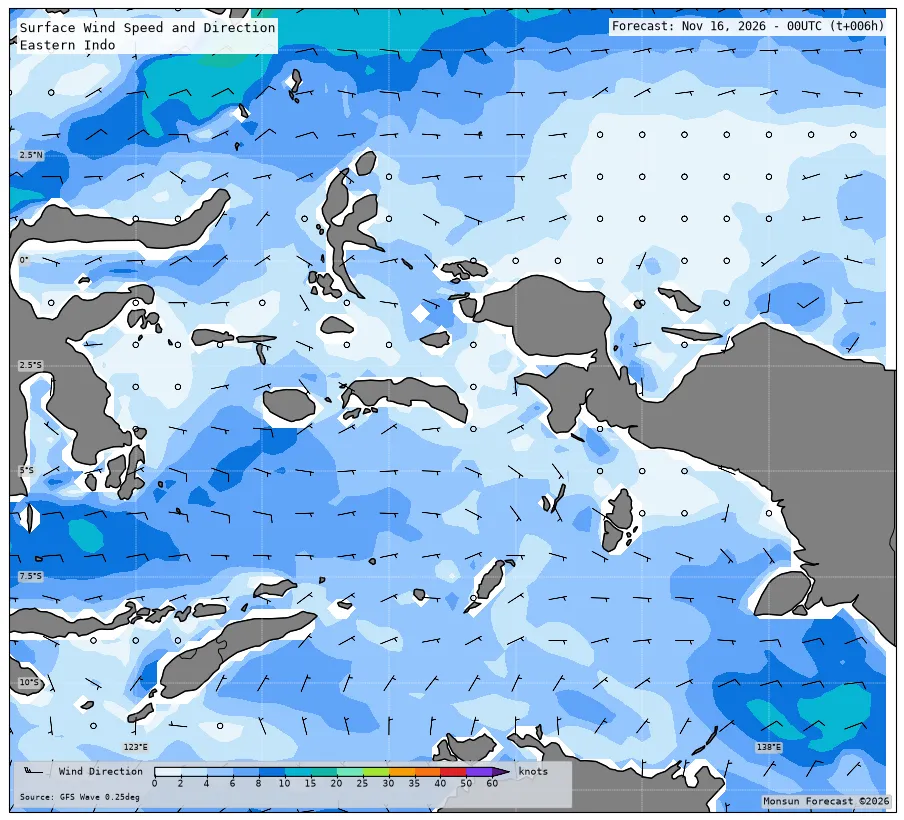 Surface Wind Speed and Direction
Eastern Indo
Forecast: Nov 16, 2026 - 00UTC (t+006h)
2.5°N
0°
2.5°S
5°S
7.5°S
10°S
123°E
138°E
Wind Direction
0 2 4 6 8 10 15 20 25 30 35 40 50 60
knots
Source: GFS Wave 0.25deg
Monsun Forecast ©2026